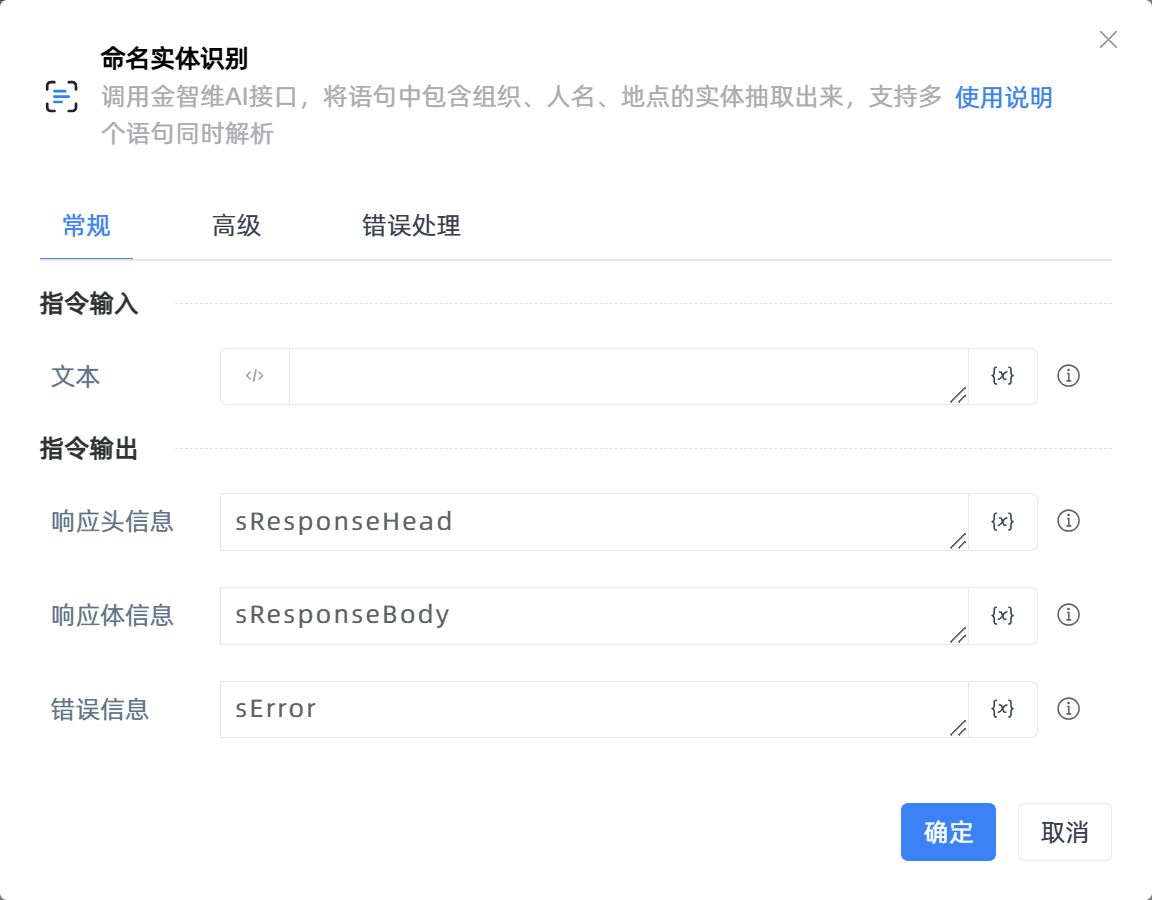 命名实体识别
调用金智维AI接口，将语句中包含组织、人名、地点的实体抽取出来，支持多 使用说明
个语句同时解析
常规 高级 错误处理
指令输入
文本 </> {x}
指令输出
响应头信息 sResponseHead {x}
响应体信息 sResponseBody {x}
错误信息 sError {x}
确定 取消